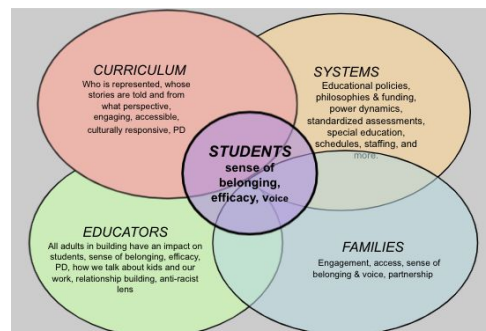 CURRICULUM
Who is represented, whose
stories are told and from
what perspective,
engaging, accessible,
culturally responsive, PD
SYSTEMS
Educational policies,
philosophies & funding,
power dynamics,
standardized assessments,
special education,
schedules, staffing, and
more.
STUDENTS
sense of
belonging,
efficacy, voice
EDUCATORS
All adults in building have an impact on
students, sense of belonging, efficacy,
PD, how we talk about kids and our
work, relationship building, anti-racist
lens
FAMILIES
Engagement, access, sense of
belonging & voice, partnership